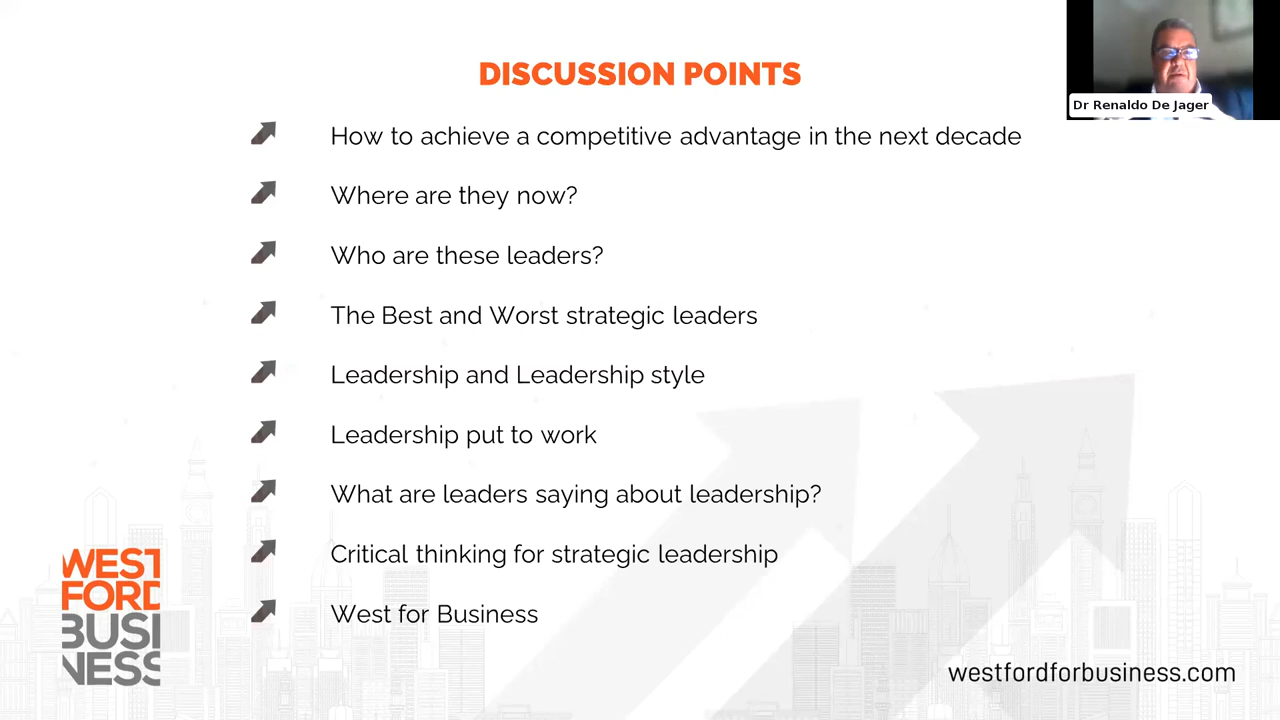 DISCUSSION POINTS
Dr Renaldo De Jager
How to achieve a competitive advantage in the next decade
Where are they now?
Who are these leaders?
The Best and Worst strategic leaders
Leadership and Leadership style
Leadership put to work
What are leaders saying about leadership?
Critical thinking for strategic leadership
West for Business
WEST
FORD
BUSI
NESS
westfordforbusiness.com